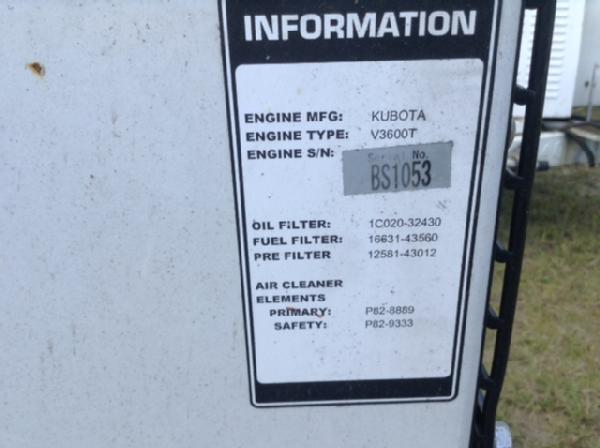 INFORMATION
ENGINE MFG: KUBOTA
ENGINE TYPE: V3600T
ENGINE S/N: Serial No.
BS1053
OIL FILTER: 1C020-32430
FUEL FILTER: 16631-43560
PRE FILTER 12581-43012
AIR CLEANER
ELEMENTS
PRIMARY: P82-8889
SAFETY: P82-9333